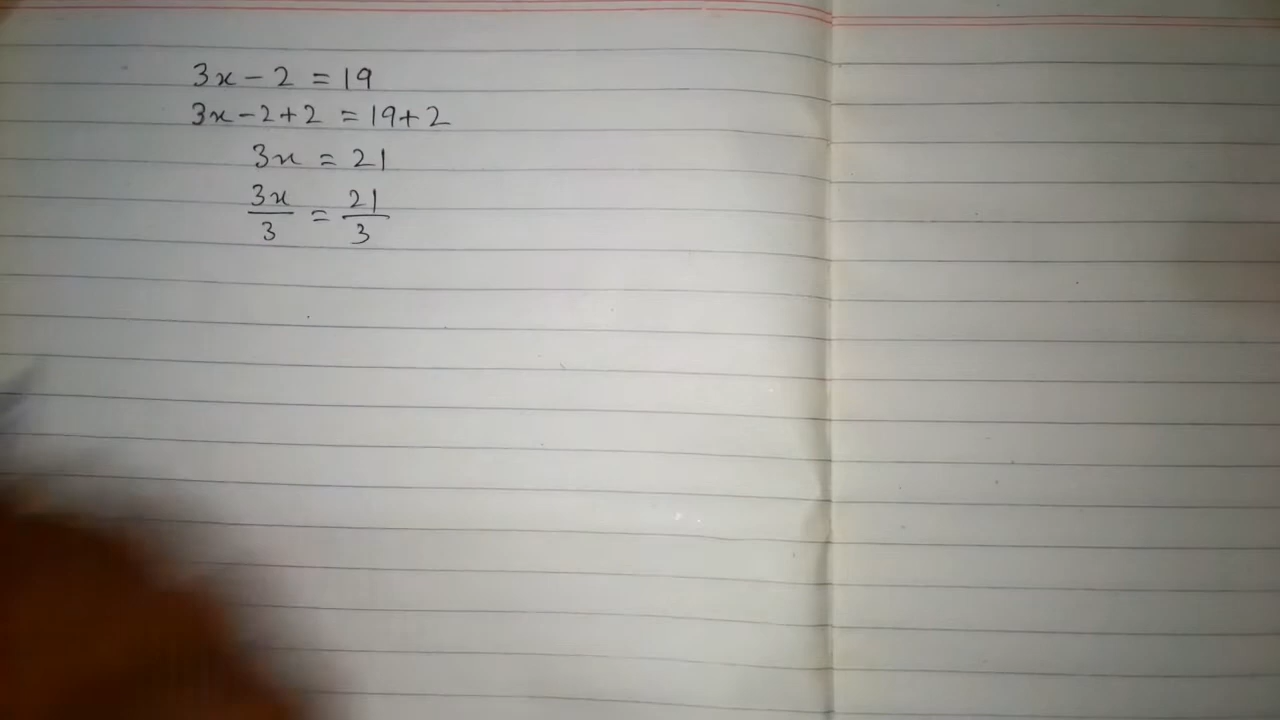 3x - 2 = 19
3x - 2 + 2 = 19 + 2
3x = 21
3x/3 = 21/3